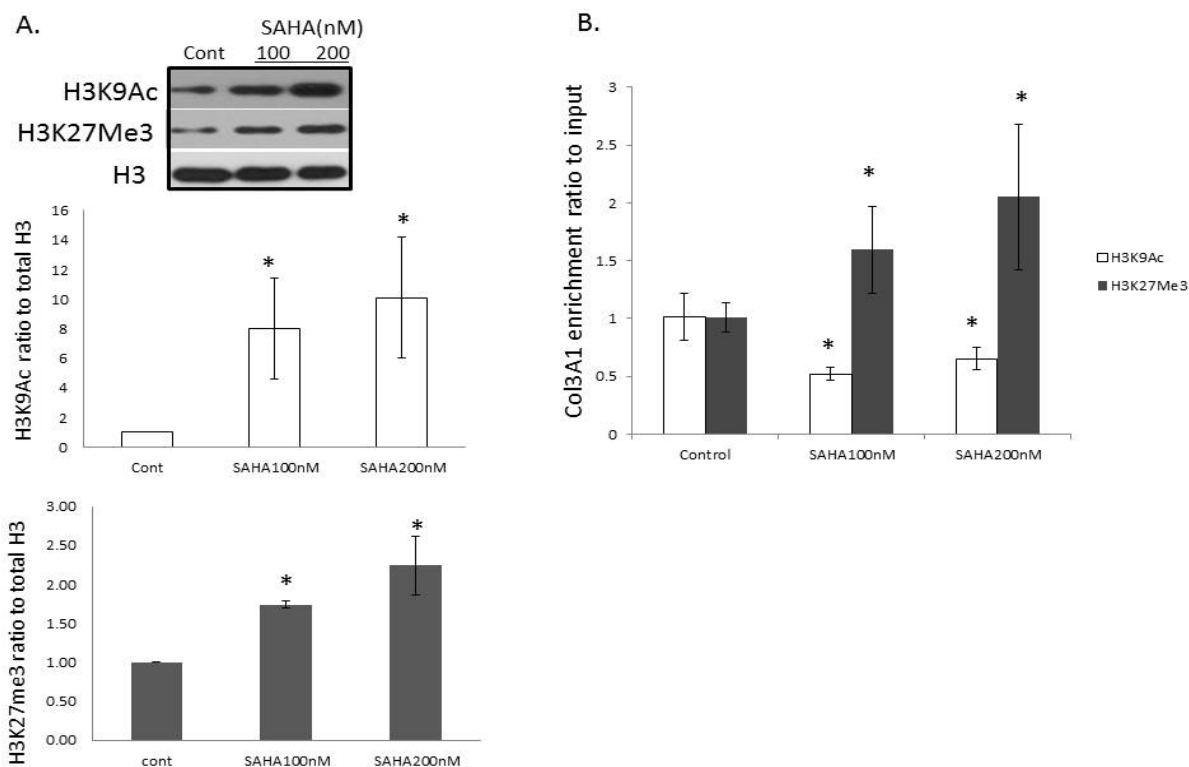 A.
SAHA(nM)
Cont 100 200
H3K9Ac
H3K27Me3
H3
H3K9Ac ratio to total H3
16
14
12
10
8
6
4
2
0
*
*
Cont SAHA100nM SAHA200nM
H3K27me3 ratio to total H3
3.00
2.50
2.00
1.50
1.00
0.50
0.00
*
*
cont SAHA100nM SAHA200nM
B.
Col3A1 enrichment ratio to input
3
2.5
2
1.5
1
0.5
0
*
*
*
*
Control SAHA100nM SAHA200nM
H3K9Ac
H3K27Me3